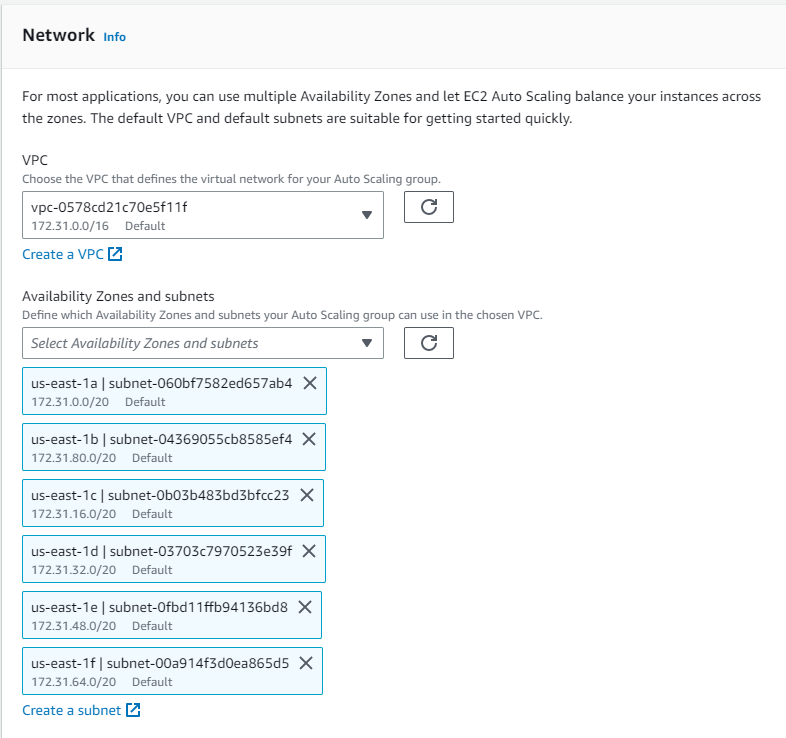 Network Info
For most applications, you can use multiple Availability Zones and let EC2 Auto Scaling balance your instances across
the zones. The default VPC and default subnets are suitable for getting started quickly.
VPC
Choose the VPC that defines the virtual network for your Auto Scaling group.
vpc-0578cd21c70e5f11f
172.31.0.0/16 Default
Create a VPC
Availability Zones and subnets
Define which Availability Zones and subnets your Auto Scaling group can use in the chosen VPC.
Select Availability Zones and subnets
us-east-1a | subnet-060bf7582ed657ab4
172.31.0.0/20 Default
us-east-1b | subnet-04369055cb8585ef4
172.31.80.0/20 Default
us-east-1c | subnet-0b03b483bd3bfcc23
172.31.16.0/20 Default
us-east-1d | subnet-03703c7970523e39f
172.31.32.0/20 Default
us-east-1e | subnet-0fbd11ffb94136bd8
172.31.48.0/20 Default
us-east-1f | subnet-00a914f3d0ea865d5
172.31.64.0/20 Default
Create a subnet